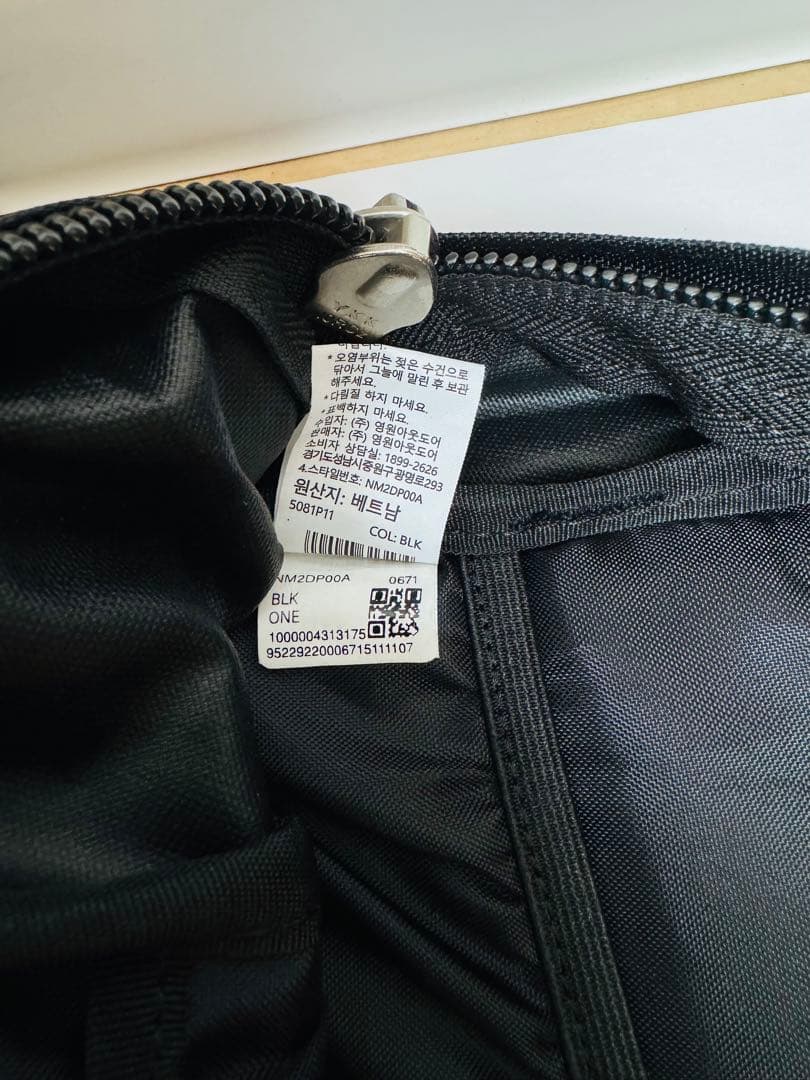 YKK
* 오염부위는 젖은 수건으로
닦아서 그늘에 말린 후 보관
해주세요.
*다림질 하지 마세요.
*표백하지 마세요.
수입자: (주) 영원아웃도어
판매자: (주) 영원아웃도어
소비자 상담실: 1899-2626
경기도성남시중원구광명로293
4.스타일번호: NM2DP00A
원산지: 베트남
5081P11
COL: BLK
NM2DP00A 0671
BLK
ONE
1000004313175
95229220006715111107